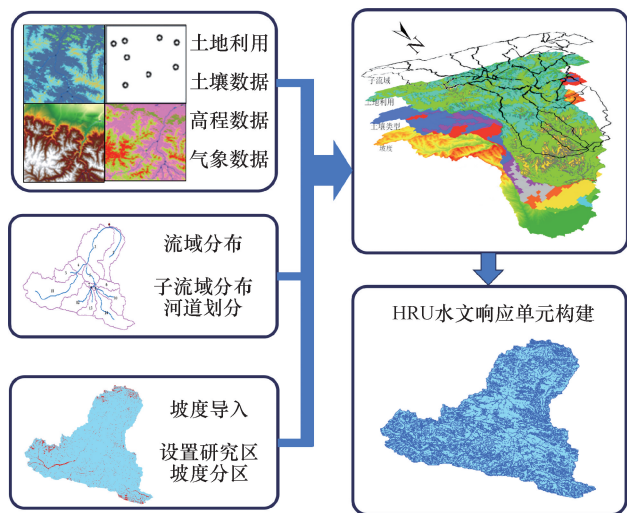 土地利用
土壤数据
高程数据
气象数据
流域分布
子流域分布
河道划分
坡度导入
设置研究区
坡度分区
N
子流域
土地利用
土壤类型
坡度
HRU水文响应单元构建